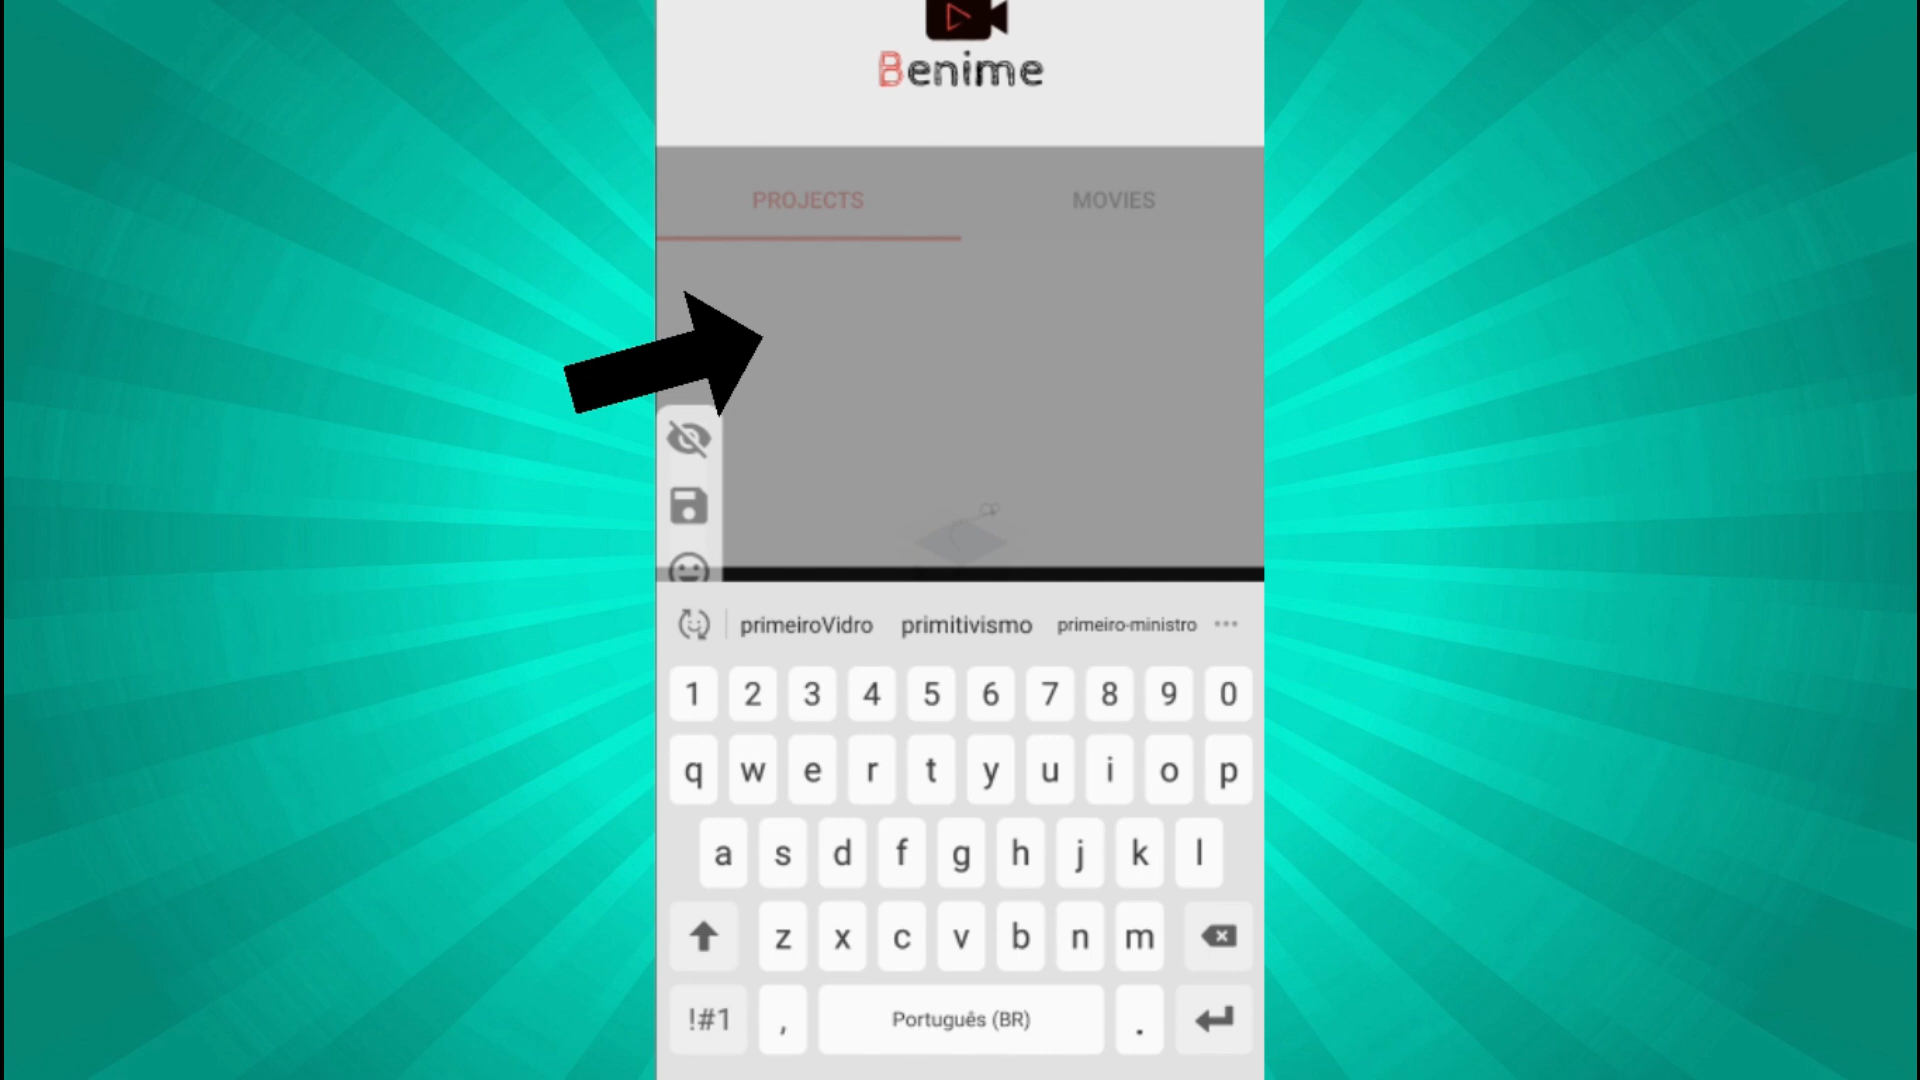 Benime
PROJECTS MOVIES
primeiroVidro primitivismo primeiro-ministro ...
1 2 3 4 5 6 7 8 9 0
q w e r t y u i o p
a s d f g h j k l
z x c v b n m
!#1 , Português (BR) .